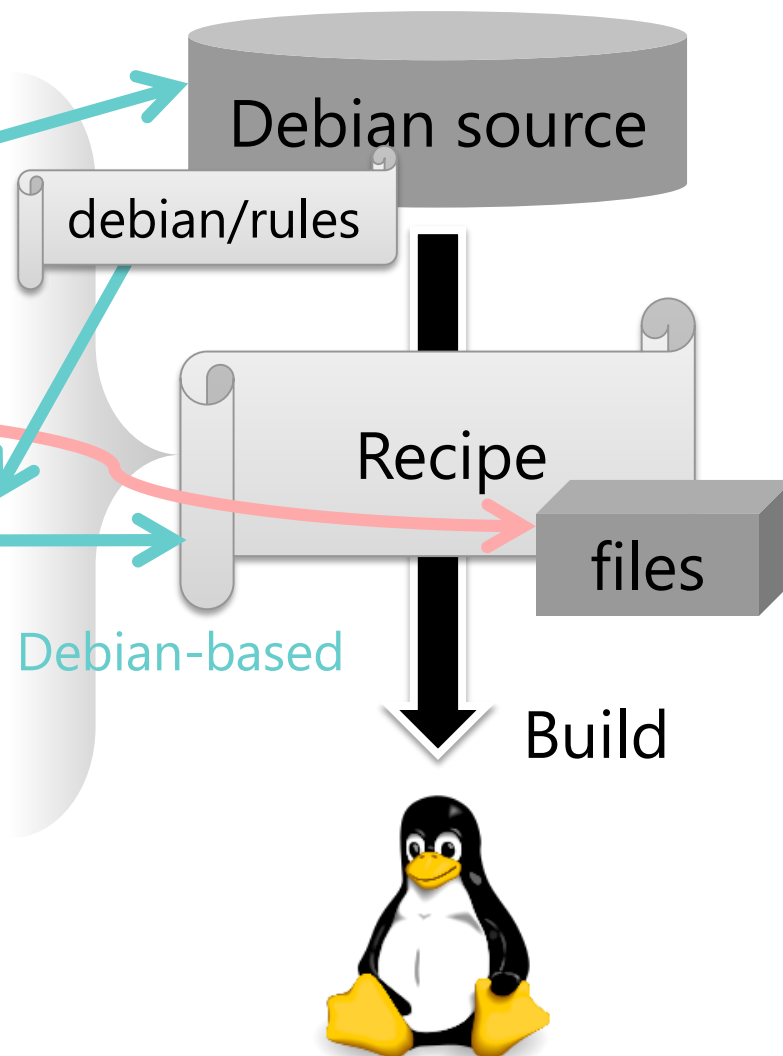 Debian source
debian/rules
Recipe
files
Debian-based
Build